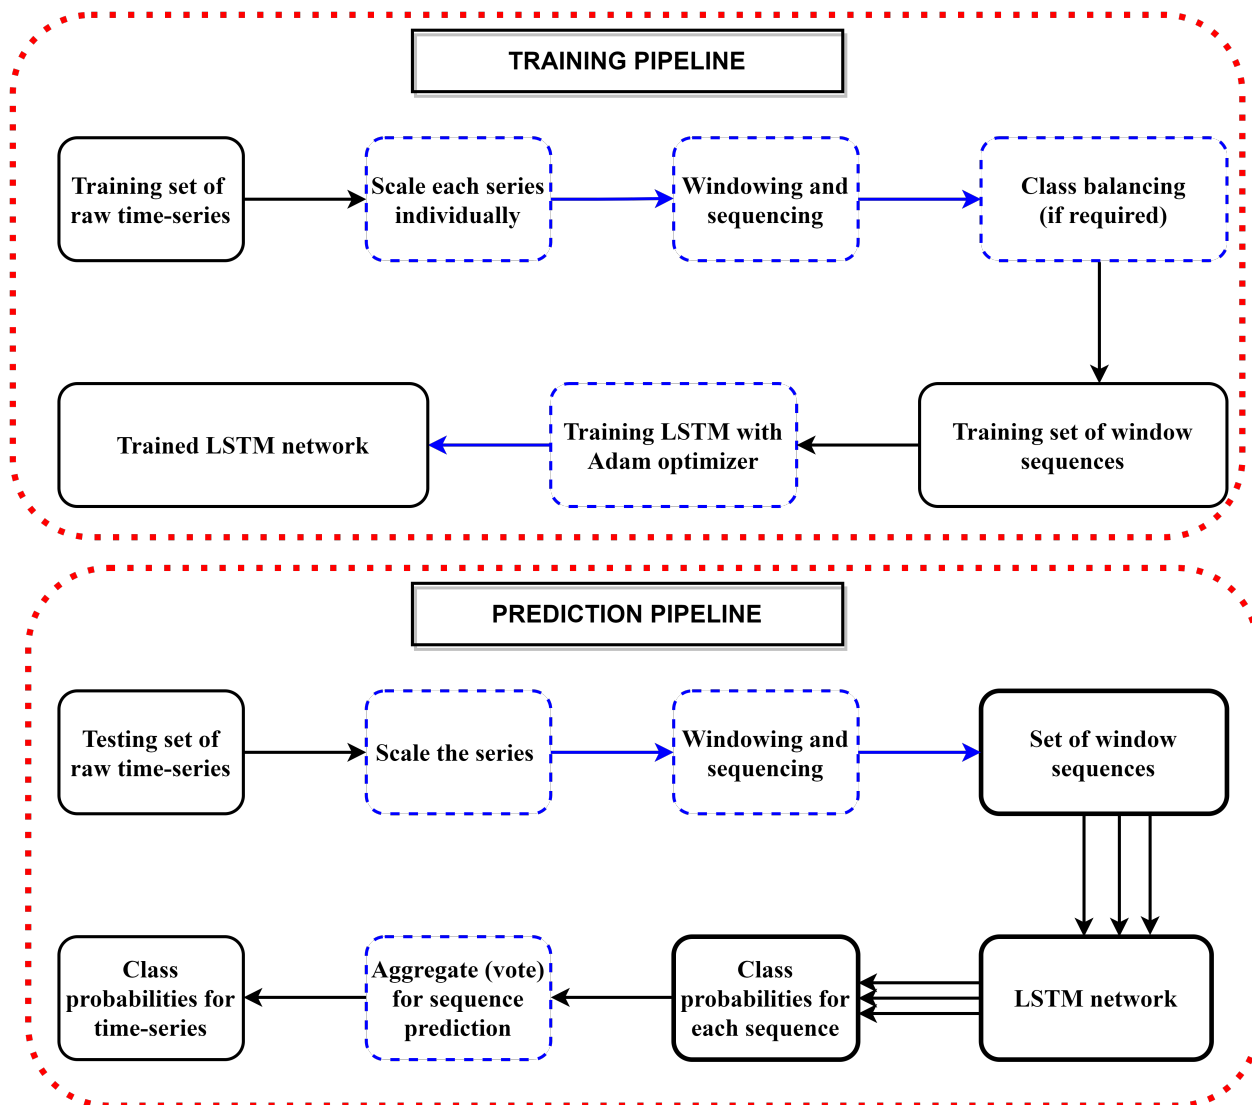 TRAINING PIPELINE
Training set of
raw time-series
Scale each series
individually
Windowing and
sequencing
Class balancing
(if required)
Trained LSTM network
Training LSTM with
Adam optimizer
Training set of window
sequences
PREDICTION PIPELINE
Testing set of
raw time-series
Scale the series
Windowing and
sequencing
Set of window
sequences
Class
probabilities for
time-series
Aggregate (vote)
for sequence
prediction
Class
probabilities for
each sequence
LSTM network